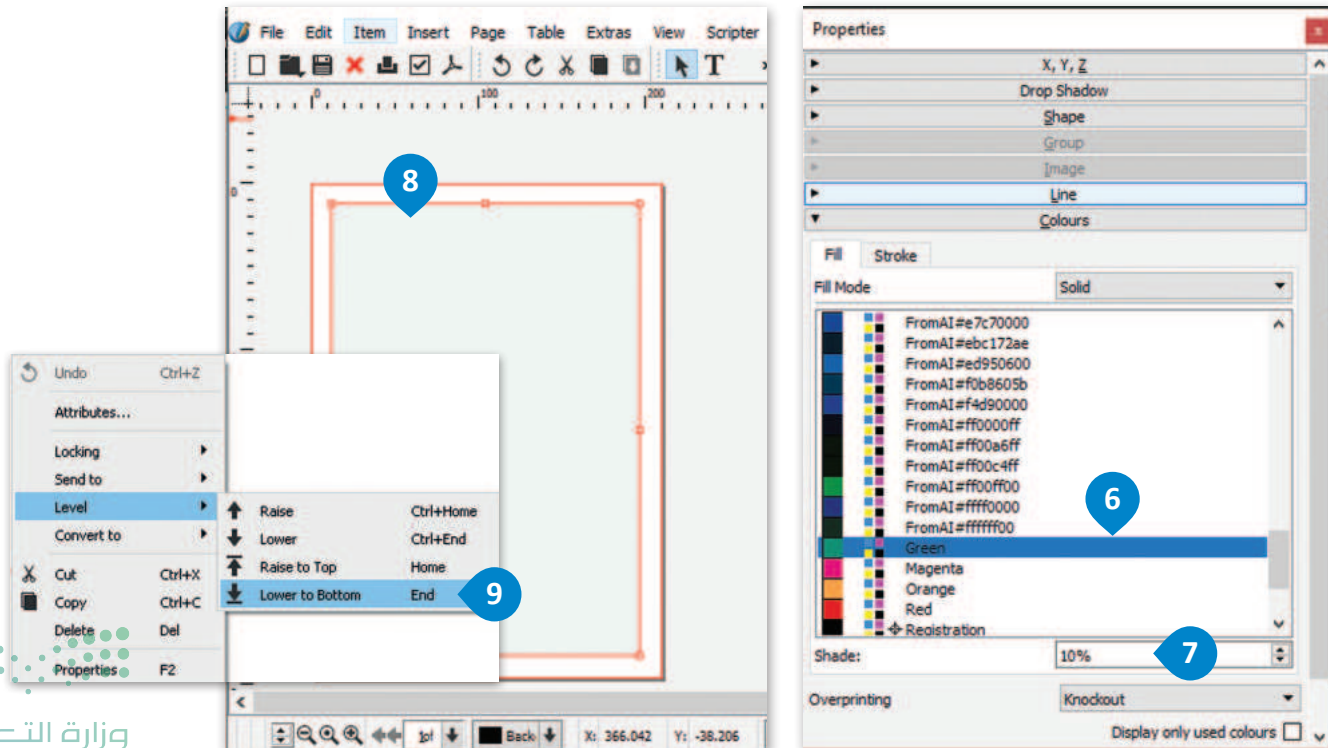 File Edit Item Insert Page Table Extras View Scripter
T
0 100 200
8
0
Undo Ctrl+Z
Attributes...
Locking
Send to
Level
Convert to
Cut Ctrl+X
Copy Ctrl+C
Delete Del
Properties F2
Raise Ctrl+Home
Lower Ctrl+End
Raise to Top Home
Lower to Bottom End
9
Back
X: 366.042 Y: -38.206
وزارة
Properties
X, Y, Z
Drop Shadow
Shape
Group
Image
Line
Colours
Fill Stroke
Fill Mode Solid
FromAI#e7c70000
FromAI#ebc172ae
FromAI#ed950600
FromAI#f0b8605b
FromAI#f4d90000
FromAI#ff0000ff
FromAI#ff00a6ff
FromAI#ff00c4ff
FromAI#ff00ff00
FromAI#ffff0000
FromAI#ffffff00
6
Green
Magenta
Orange
Red
Registration
Shade: 10% 7
Overprinting Knockout
Display only used colours